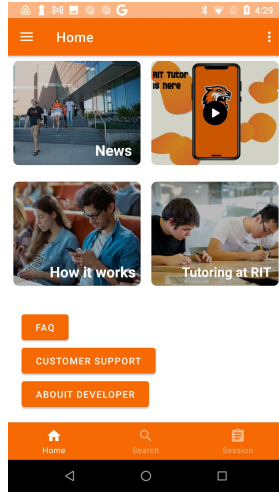 4:29
Home
News
RIT Tutor
is here
How it works
Tutoring at RIT
FAQ
CUSTOMER SUPPORT
ABOUIT DEVELOPER
Home
Search
Session